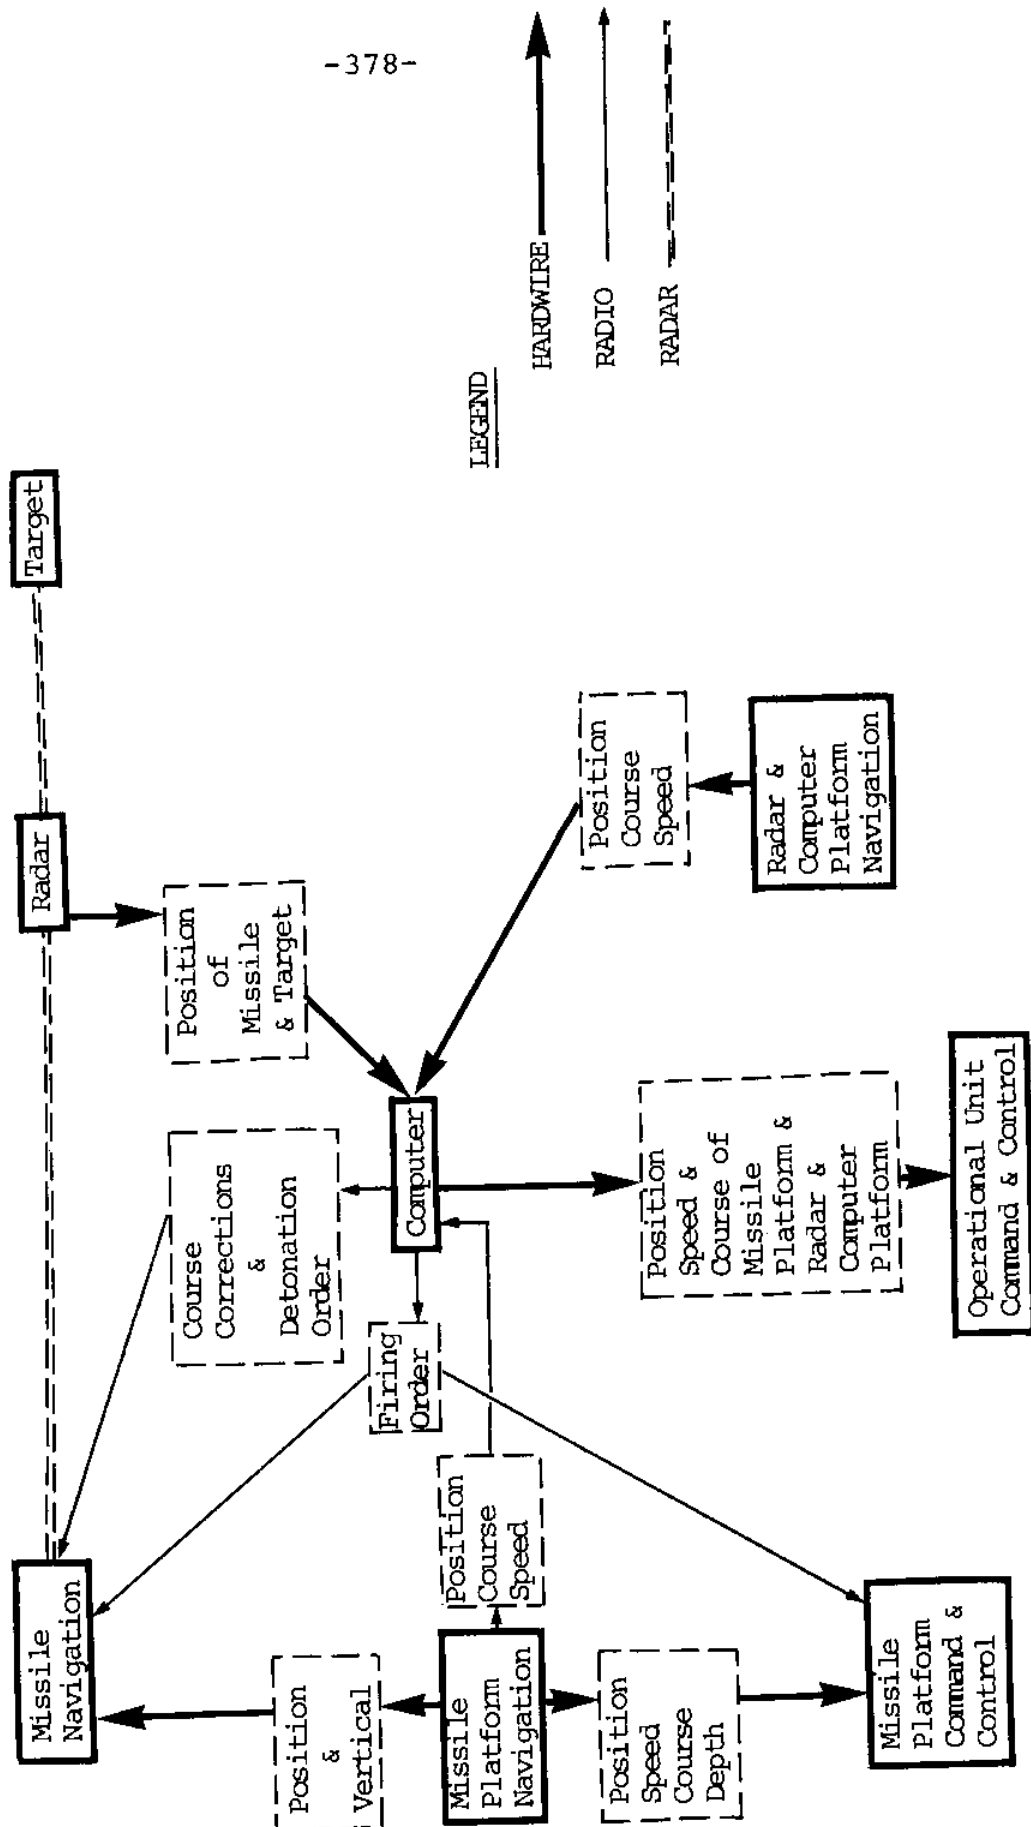 -378-
Target
Radar
Missile
Navigation
Position
of
Missile
& Target
Course
Corrections
&
Detonation
Order
Position
&
Vertical
Firing
Order
Computer
Missile
Platform
Navigation
Position
Course
Speed
Position
Course
Speed
Radar &
Computer
Platform
Navigation
Position
Speed
Course
Depth
Position
Speed &
Course of
Missile
Platform &
Radar &
Computer
Platform
Missile
Platform
Command &
Control
Operational Unit
Command & Control
LEGEND
HARDWIRE
RADIO
RADAR